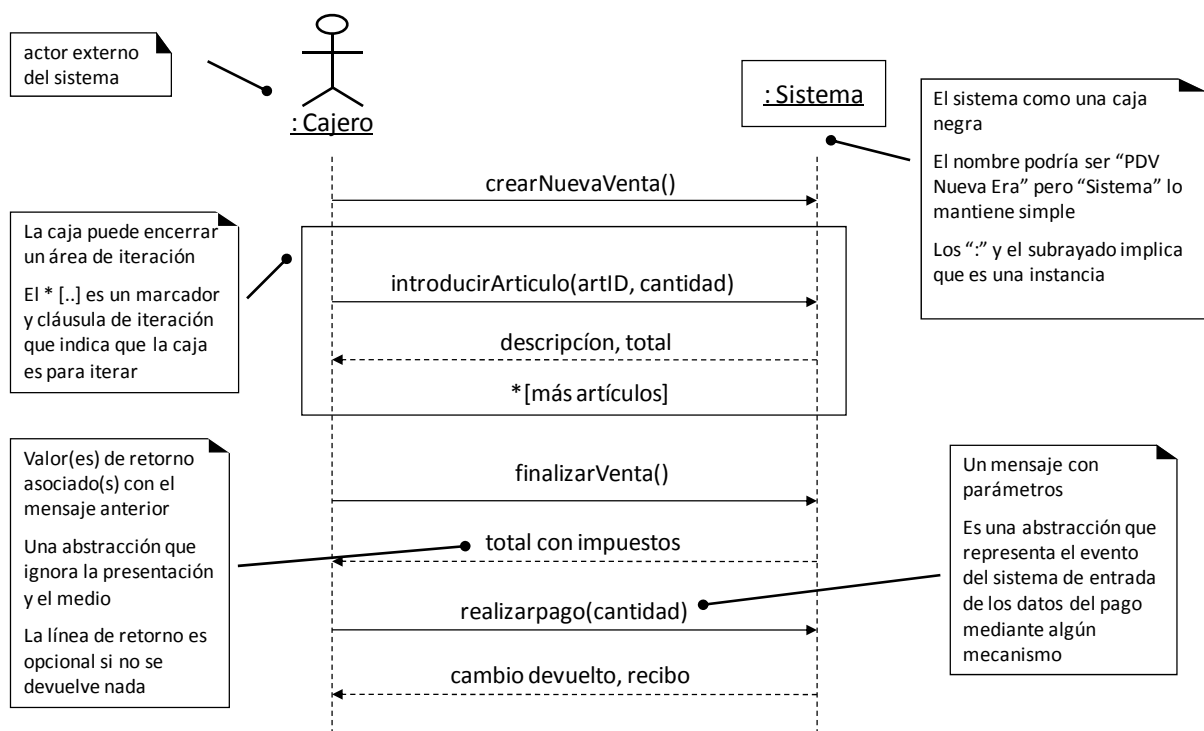 actor externo
del sistema
: Cajero
: Sistema
El sistema como una caja
negra
El nombre podría ser “PDV
Nueva Era” pero “Sistema” lo
mantiene simple
Los “:” y el subrayado implica
que es una instancia
crearNuevaVenta()
La caja puede encerrar
un área de iteración
El * [..] es un marcador
y cláusula de iteración
que indica que la caja
es para iterar
introducirArticulo(artID, cantidad)
descripcíon, total
*[más artículos]
Valor(es) de retorno
asociado(s) con el
mensaje anterior
Una abstracción que
ignora la presentación
y el medio
La línea de retorno es
opcional si no se
devuelve nada
finalizarVenta()
total con impuestos
realizarpago(cantidad)
cambio devuelto, recibo
Un mensaje con
parámetros
Es una abstracción que
representa el evento
del sistema de entrada
de los datos del pago
mediante algún
mecanismo